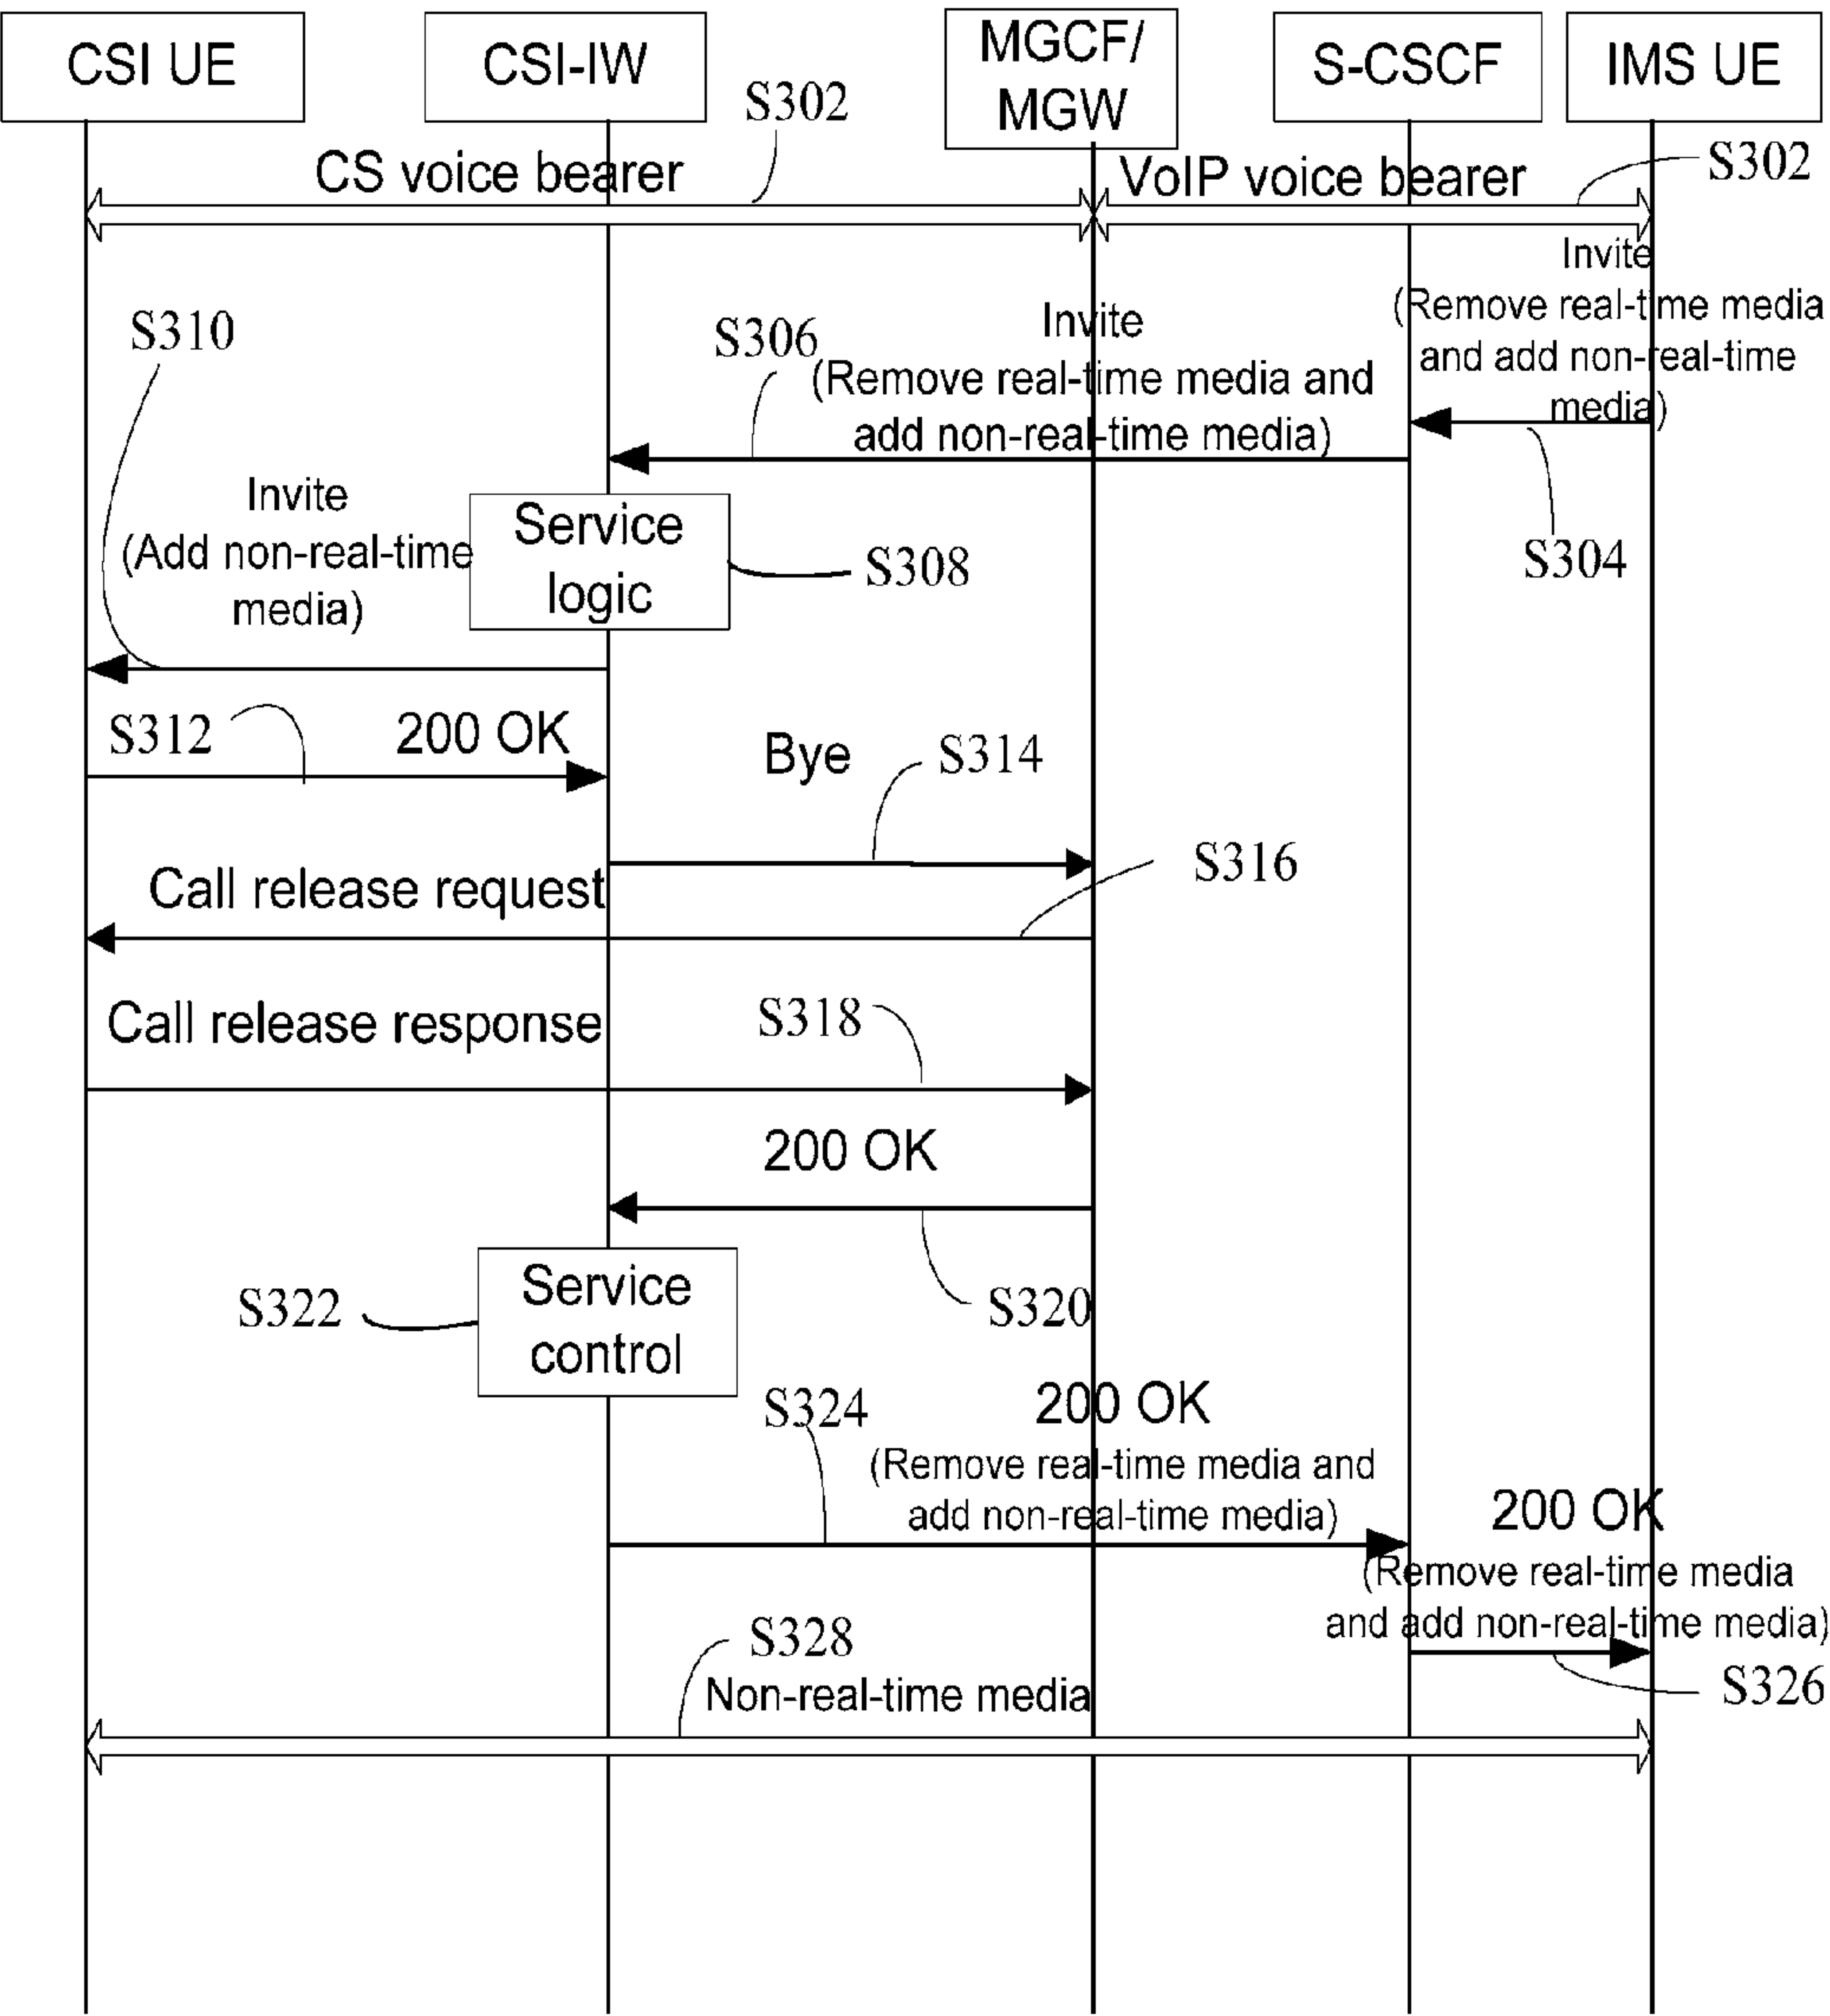 CSI UE
CSI-IW
MGCF/
MGW
S-CSCF
IMS UE
S302
CS voice bearer
VoIP voice bearer
S302
Invite
(Remove real-time media
and add non-real-time
media)
S304
S306
Invite
(Remove real-time media and
add non-real-time media)
S310
Invite
(Add non-real-time
media)
Service
logic
S308
S312
200 OK
Bye
S314
S316
Call release request
Call release response
S318
200 OK
S320
S322
Service
control
S324
200 OK
(Remove real-time media and
add non-real-time media)
200 OK
(Remove real-time media
and add non-real-time media)
S326
S328
Non-real-time media